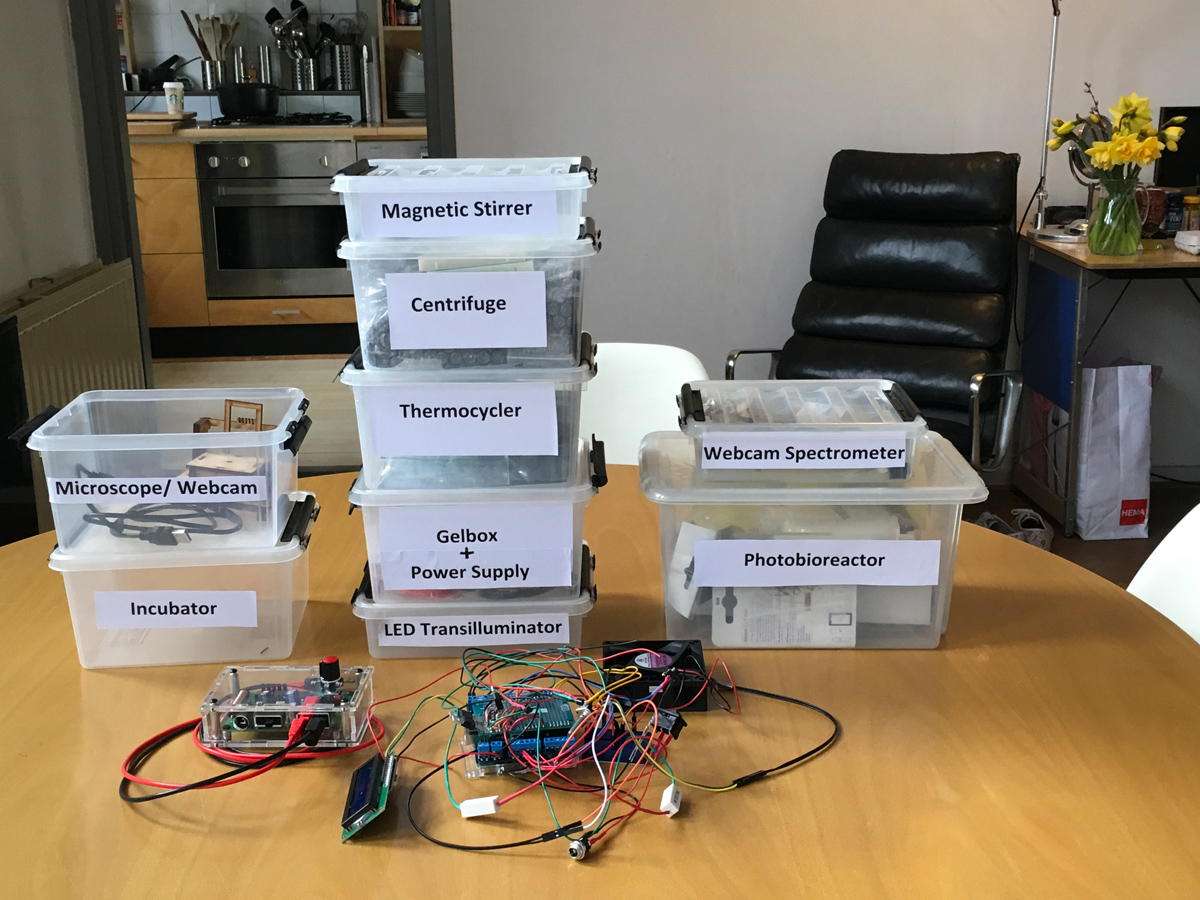 Magnetic Stirrer
Centrifuge
Thermocycler
Gelbox
+
Power Supply
LED Transilluminator
Microscope/ Webcam
Incubator
Webcam Spectrometer
Photobioreactor
HEMA